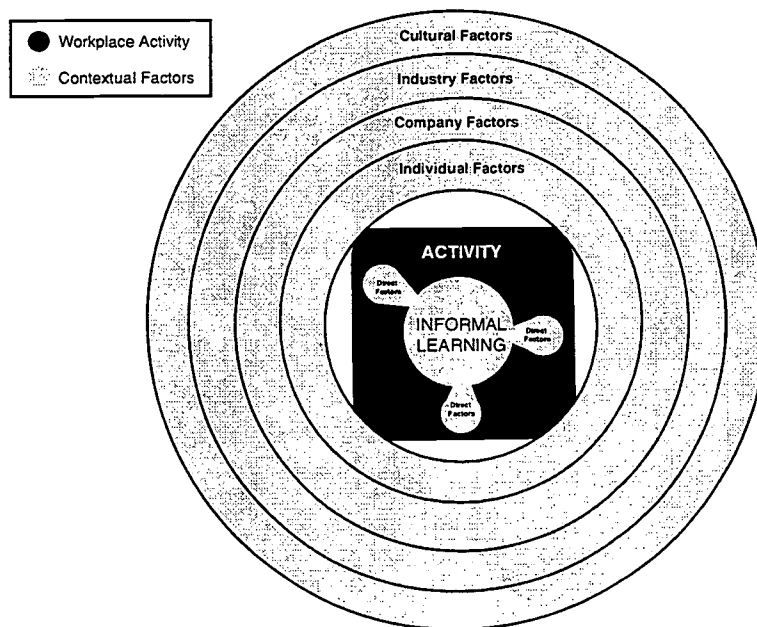 Workplace Activity
Contextual Factors
Cultural Factors
Industry Factors
Company Factors
Individual Factors
ACTIVITY
Direct
Factors
INFORMAL
LEARNING
Direct
Factors
Direct
Factors